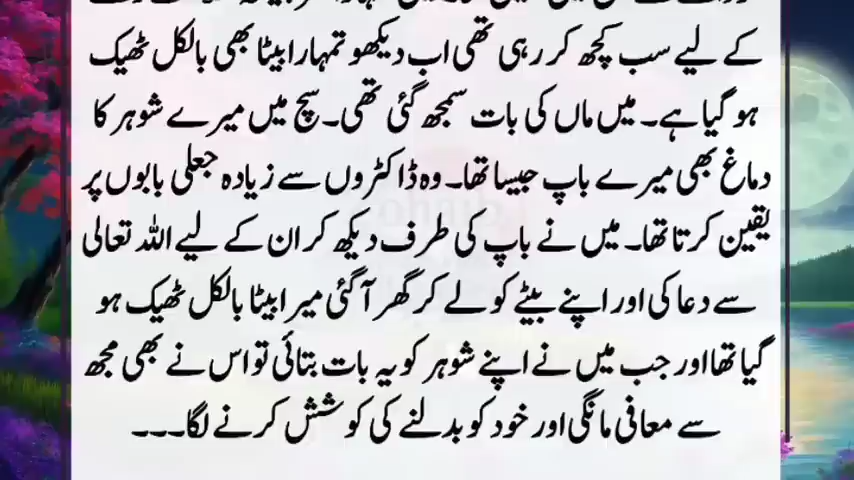 کے لیے سب کچھ کر رہی تھی اب دیکھو تمہارا بیٹا بھی بالکل ٹھیک
ہو گیا ہے۔ میں ماں کی بات سمجھ گئی تھی۔ سچ میں میرے شوہر کا
دماغ بھی میرے باپ جیسا تھا۔ وہ ڈاکٹروں سے زیادہ جعلی بابوں پر
یقین کرتا تھا۔ میں نے باپ کی طرف دیکھ کر ان کے لیے اللہ تعالی
سے دعا کی اور اپنے بیٹے کو لے کر گھر آ گئی میرا بیٹا بالکل ٹھیک ہو
گیا تھا اور جب میں نے اپنے شوہر کو یہ بات بتائی تو اس نے بھی مجھ
سے معافی مانگی اور خود کو بدلنے کی کوشش کرنے لگا۔۔۔